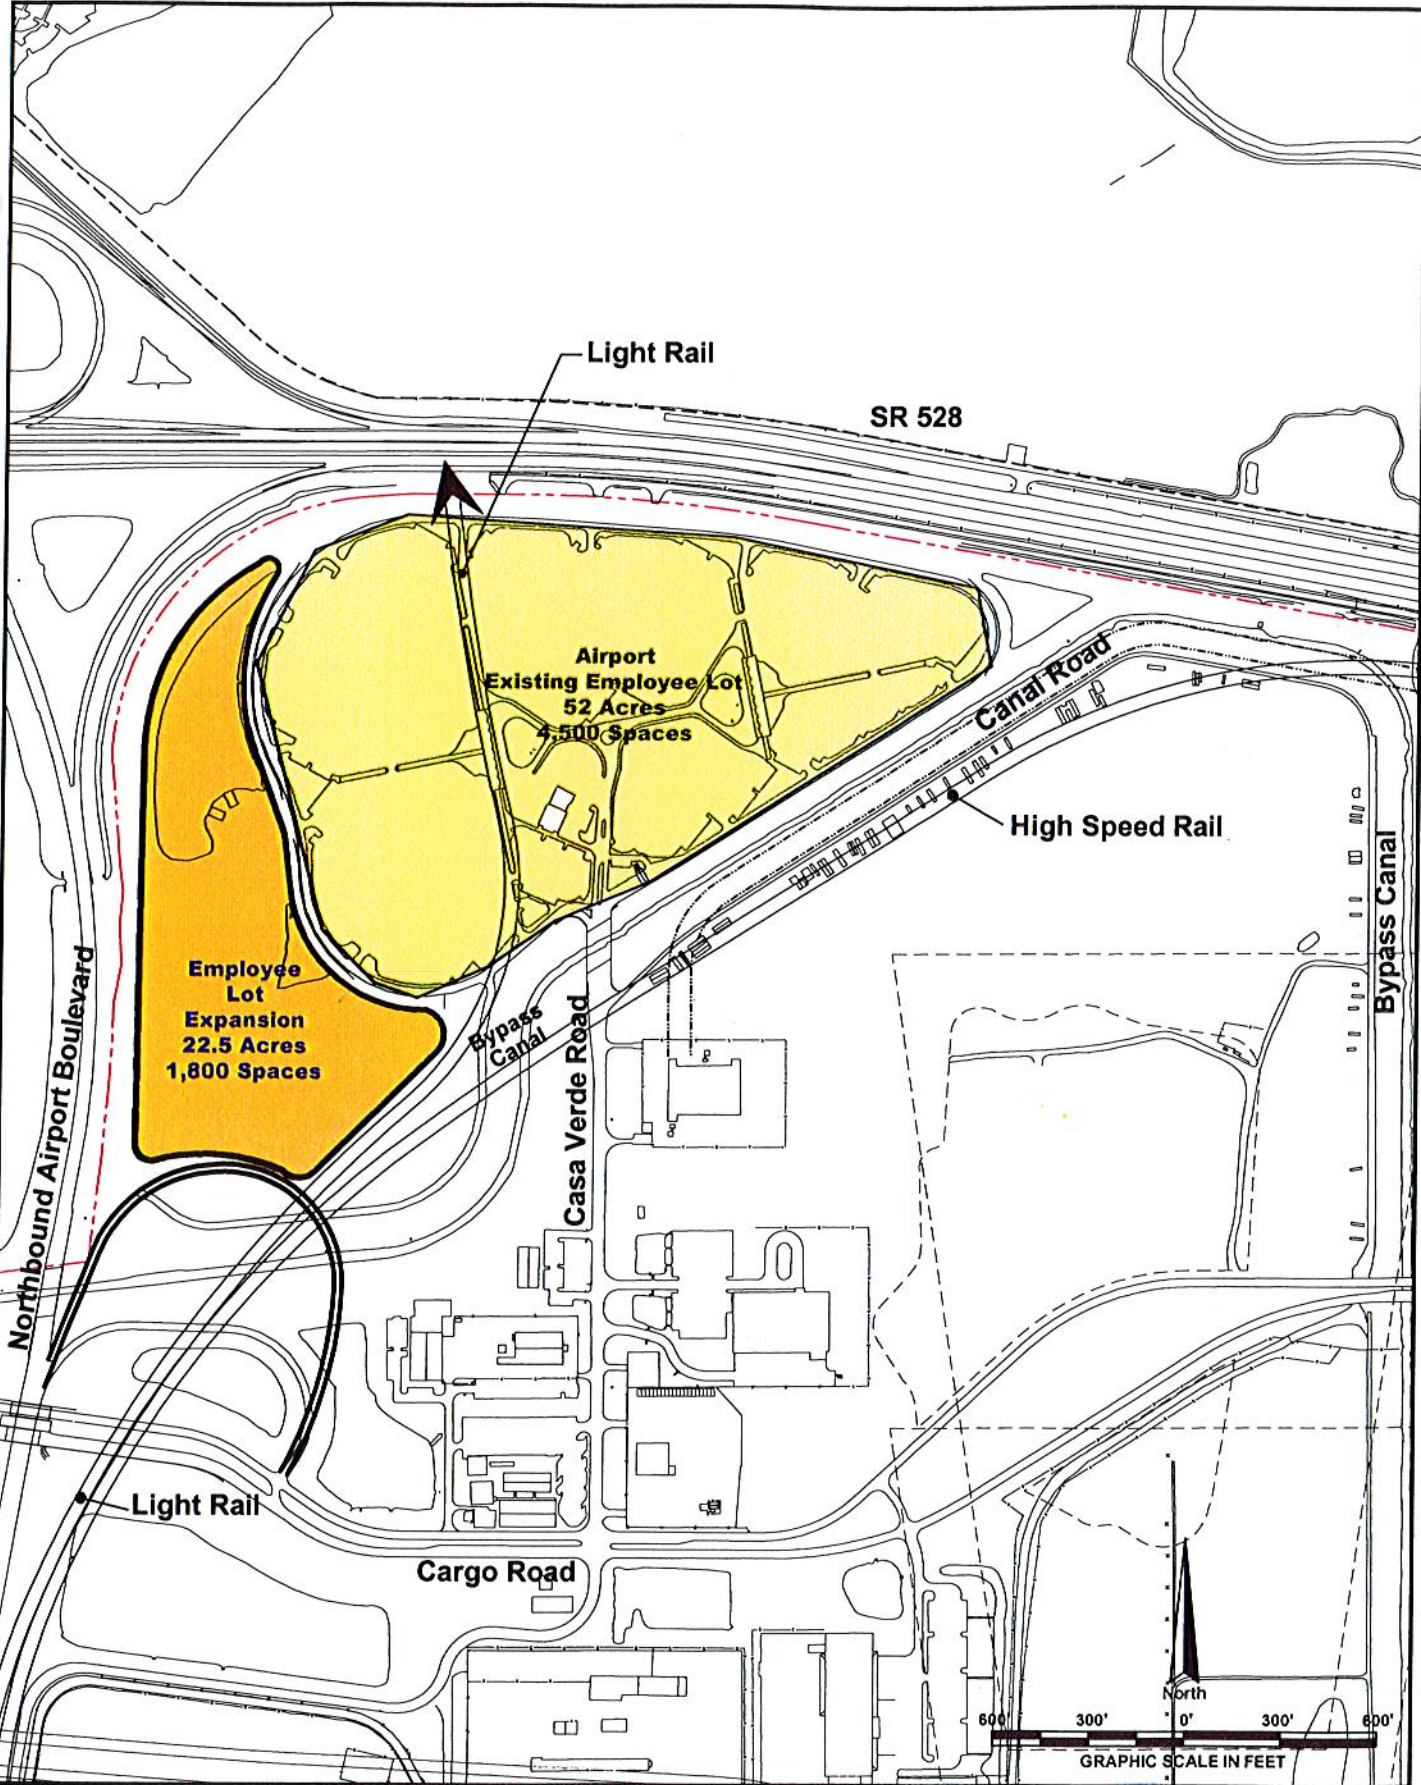 Light Rail
SR 528
Airport
Existing Employee Lot
52 Acres
4,500 Spaces
Canal Road
High Speed Rail
Bypass Canal
Employee
Lot
Expansion
22.5 Acres
1,800 Spaces
Northbound Airport Boulevard
Bypass
Canal
Casa Verde Road
Light Rail
Cargo Road
North
600' 300' 0' 300' 600'
GRAPHIC SCALE IN FEET